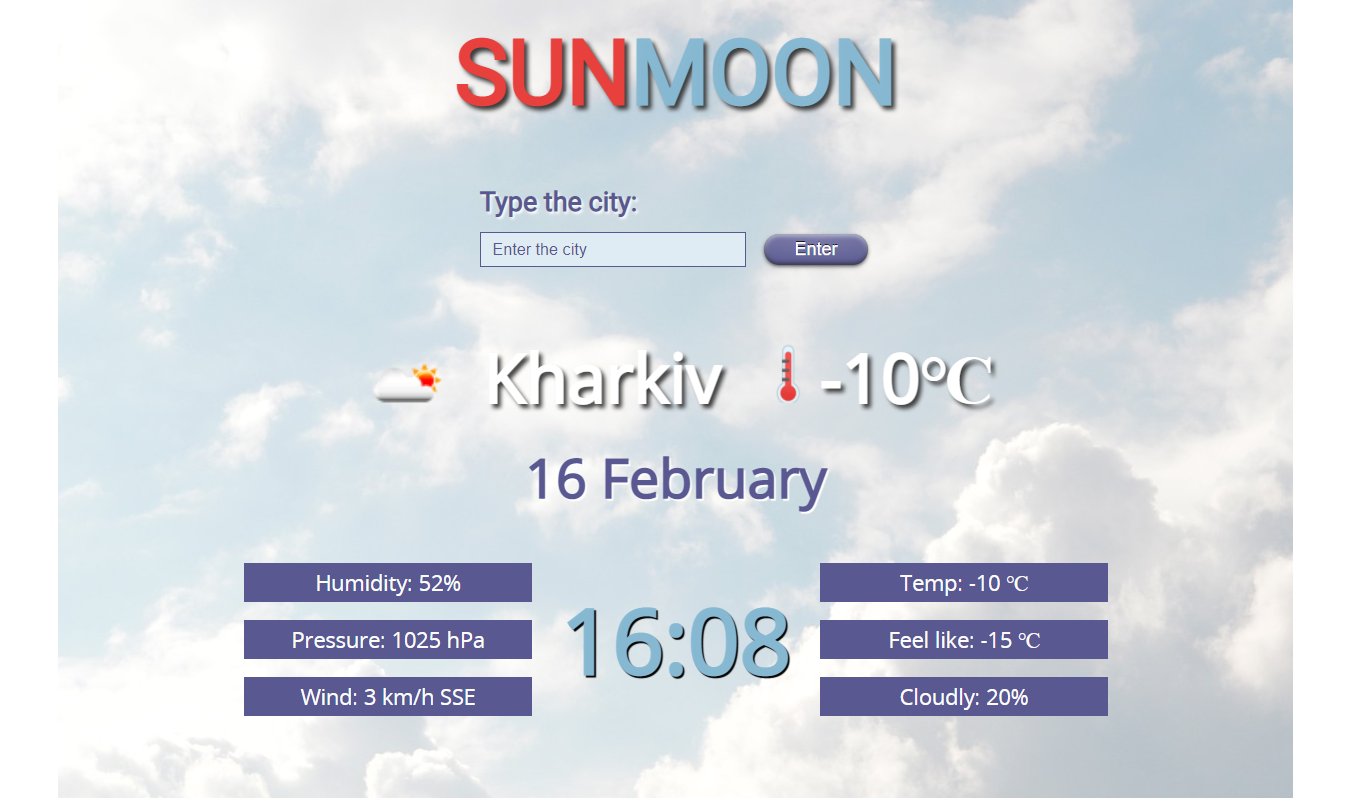 SUNMOON
Type the city:
Enter the city
Enter
Kharkiv
-10℃
16 February
Humidity: 52%
Pressure: 1025 hPa
Wind: 3 km/h SSE
16:08
Temp: -10 ℃
Feel like: -15 ℃
Cloudly: 20%